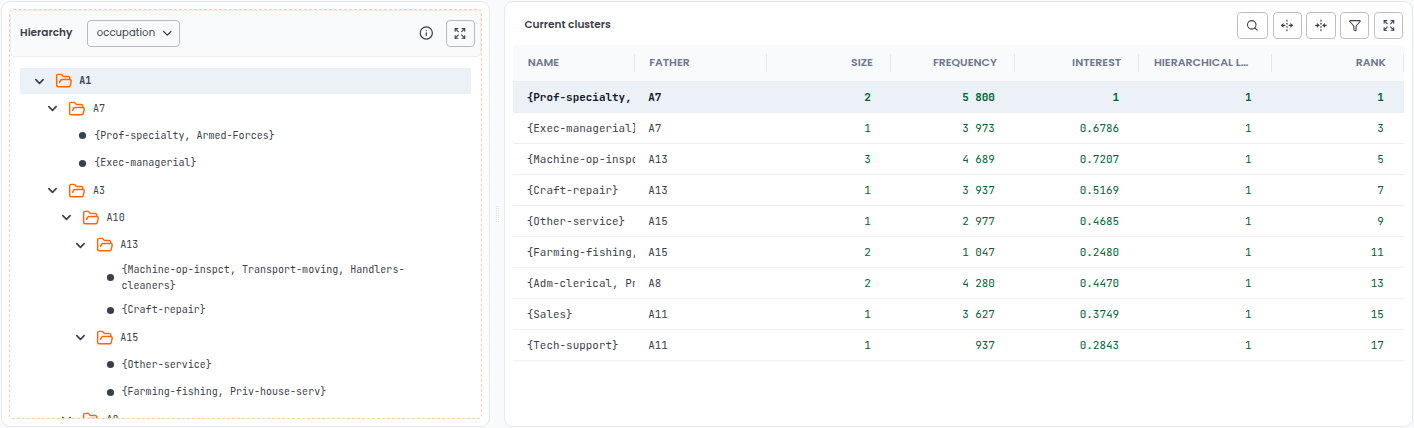 Hierarchy occupation
A1
A7
{Prof-specialty, Armed-Forces}
{Exec-managerial}
A3
A10
A13
{Machine-op-inspct, Transport-moving, Handlers-
cleaners}
{Craft-repair}
A15
{Other-service}
{Farming-fishing, Priv-house-serv}
Current clusters
NAME FATHER SIZE FREQUENCY INTEREST HIERARCHICAL L... RANK
{Prof-specialty, A7 2 5 800 1 1 1
{Exec-managerial} A7 1 3 973 0.6786 1 3
{Machine-op-inspc A13 3 4 689 0.7207 1 5
{Craft-repair} A13 1 3 937 0.5169 1 7
{Other-service} A15 1 2 977 0.4685 1 9
{Farming-fishing, A15 2 1 047 0.2480 1 11
{Adm-clerical, Pr A8 2 4 280 0.4470 1 13
{Sales} A11 1 3 627 0.3749 1 15
{Tech-support} A11 1 937 0.2843 1 17